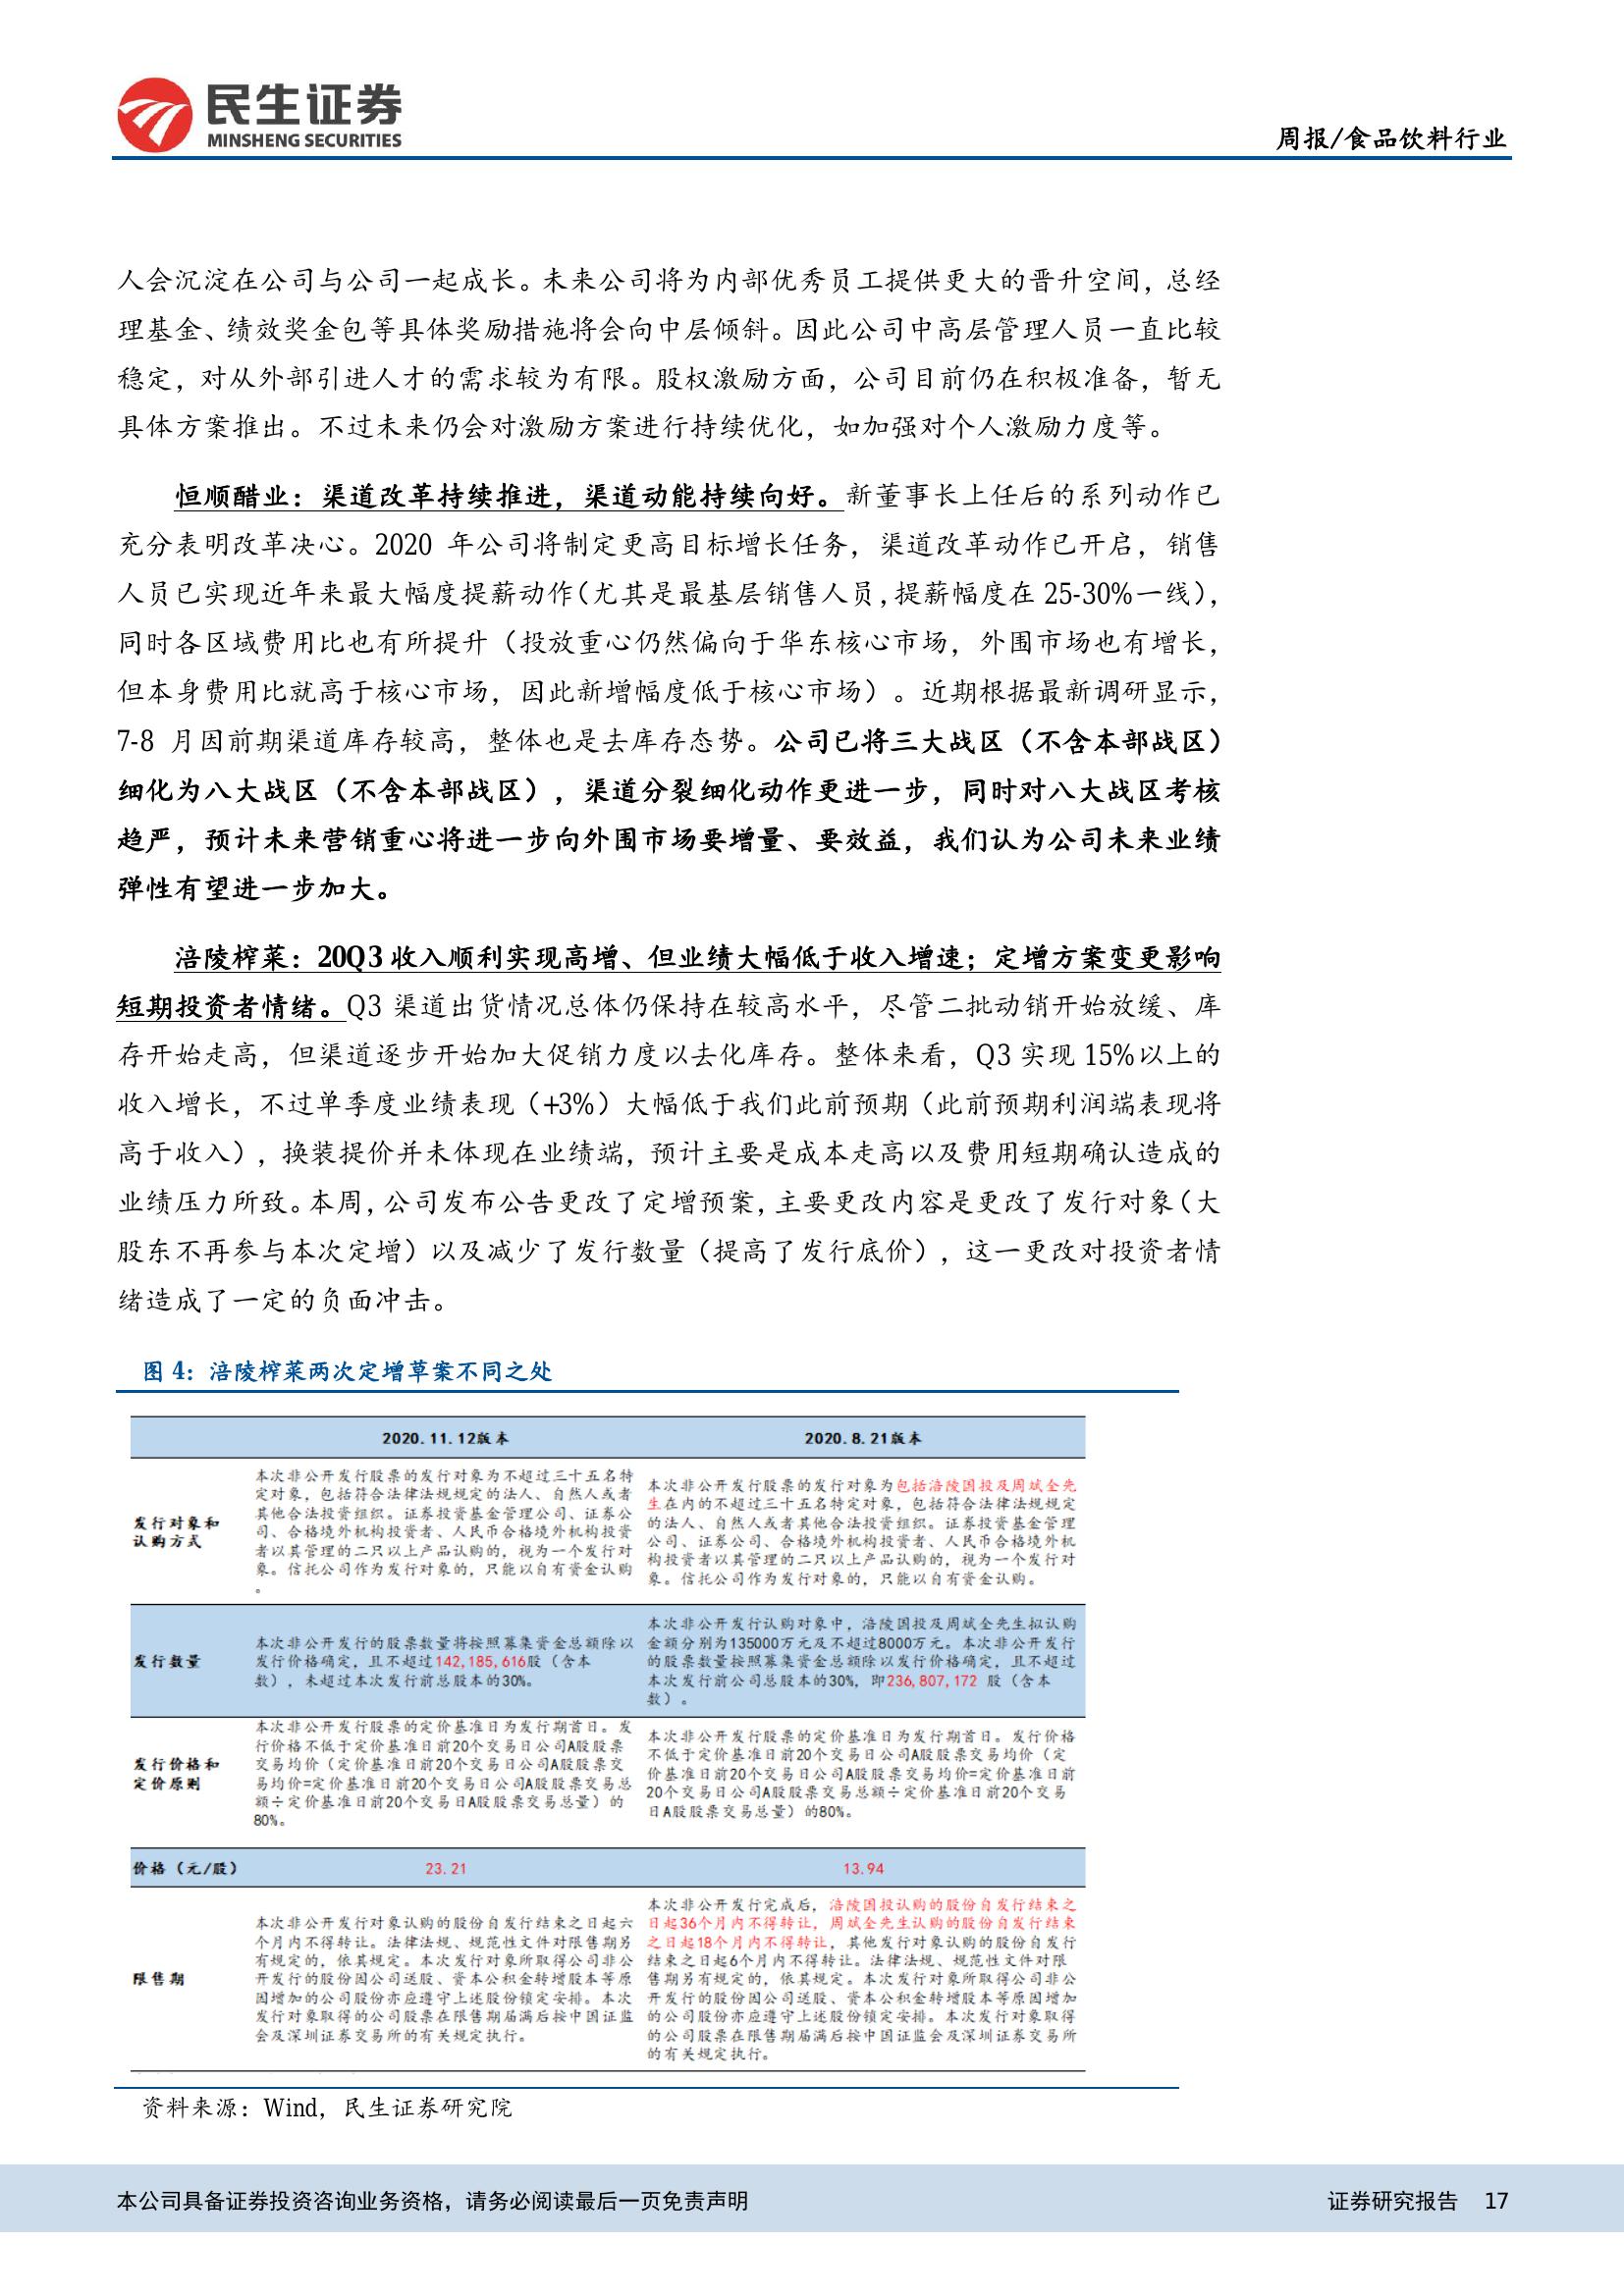 民生证券
MINSHENG SECURITIES
周报/食品饮料行业
人会沉淀在公司与公司一起成长。未来公司将为内部优秀员工提供更大的晋升空间，总经
理基金、绩效奖金包等具体奖励措施将会向中层倾斜。因此公司中高层管理人员一直比较
稳定，对从外部引进人才的需求较为有限。股权激励方面，公司目前仍在积极准备，暂无
具体方案推出。不过未来仍会对激励方案进行持续优化，如加强对个人激励力度等。
恒顺醋业：渠道改革持续推进，渠道动能持续向好。新董事长上任后的系列动作已
充分表明改革决心。2020 年公司将制定更高目标增长任务，渠道改革动作已开启，销售
人员已实现近年来最大幅度提薪动作（尤其是最基层销售人员，提薪幅度在 25-30%一线），
同时各区域费用比也有所提升（投放重心仍然偏向于华东核心市场，外围市场也有增长，
但本身费用比就高于核心市场，因此新增幅度低于核心市场）。近期根据最新调研显示，
7-8 月因前期渠道库存较高，整体也是去库存态势。公司已将三大战区（不含本部战区）
细化为八大战区（不含本部战区），渠道分裂细化动作更进一步，同时对八大战区考核
趋严，预计未来营销重心将进一步向外围市场要增量、要效益，我们认为公司未来业绩
弹性有望进一步加大。
涪陵榨菜：20Q3 收入顺利实现高增、但业绩大幅低于收入增速；定增方案变更影响
短期投资者情绪。Q3 渠道出货情况总体仍保持在较高水平，尽管二批动销开始放缓、库
存开始走高，但渠道逐步开始加大促销力度以去化库存。整体来看，Q3 实现 15%以上的
收入增长，不过单季度业绩表现（+3%）大幅低于我们此前预期（此前预期利润端表现将
高于收入），换装提价并未体现在业绩端，预计主要是成本走高以及费用短期确认造成的
业绩压力所致。本周，公司发布公告更改了定增预案，主要更改内容是更改了发行对象（大
股东不再参与本次定增）以及减少了发行数量（提高了发行底价），这一更改对投资者情
绪造成了一定的负面冲击。
图 4：涪陵榨菜两次定增草案不同之处
2020.11.12版本
2020.8.21版本
发行对象和
认购方式
本次非公开发行股票的发行对象为不超过三十五名特
定对象，包括符合法律法规规定的法人、自然人或者
其他合法投资组织。证券投资基金管理公司、证券公
司、合格境外机构投资者、人民币合格境外机构投资
者以其管理的二只以上产品认购的，视为一个发行对
象。信托公司作为发行对象的，只能以自有资金认购
。
本次非公开发行股票的发行对象为包括涪陵国投及周斌全先
生在内的不超过三十五名特定对象，包括符合法律法规规定
的法人、自然人或者其他合法投资组织。证券投资基金管理
公司、证券公司、合格境外机构投资者、人民币合格境外机
构投资者以其管理的二只以上产品认购的，视为一个发行对
象。信托公司作为发行对象的，只能以自有资金认购。
发行数量
本次非公开发行的股票数量将按照募集资金总额除以
发行价格确定，且不超过142,185,616股（含本
数），未超过本次发行前总股本的30%。
本次非公开发行认购对象中，涪陵国投及周斌全先生拟认购
金额分别为135000万元及不超过8000万元。本次非公开发行
的股票数量按照募集资金总额除以发行价格确定，且不超过
本次发行前公司总股本的30%，即236,807,172 股（含本
数）。
发行价格和
定价原则
本次非公开发行股票的定价基准日为发行期首日。发
行价格不低于定价基准日前20个交易日公司A股股票
交易均价（定价基准日前20个交易日公司A股股票交
易均价=定价基准日前20个交易日公司A股股票交易总
额÷定价基准日前20个交易日A股股票交易总量）的
80%。
本次非公开发行股票的定价基准日为发行期首日。发行价格
不低于定价基准日前20个交易日公司A股股票交易均价（定
价基准日前20个交易日公司A股股票交易均价=定价基准日前
20个交易日公司A股股票交易总额÷定价基准日前20个交易
日A股股票交易总量）的80%。
价格（元/股）
23.21
13.94
限售期
本次非公开发行对象认购的股份自发行结束之日起六
个月内不得转让。法律法规、规范性文件对限售期另
有规定的，依其规定。本次发行对象所取得公司非公
开发行的股份因公司送股、资本公积金转增股本等原
因增加的公司股份亦应遵守上述股份锁定安排。本次
发行对象取得的公司股票在限售期届满后按中国证监
会及深圳证券交易所的有关规定执行。
本次非公开发行完成后，涪陵国投认购的股份自发行结束之
日起36个月内不得转让，周斌全先生认购的股份自发行结束
之日起18个月内不得转让，其他发行对象认购的股份自发行
结束之日起6个月内不得转让。法律法规、规范性文件对限
售期另有规定的，依其规定。本次发行对象所取得公司非公
开发行的股份因公司送股、资本公积金转增股本等原因增加
的公司股份亦应遵守上述股份锁定安排。本次发行对象取得
的公司股票在限售期届满后按中国证监会及深圳证券交易所
的有关规定执行。
资料来源：Wind，民生证券研究院
本公司具备证券投资咨询业务资格，请务必阅读最后一页免责声明
证券研究报告 17